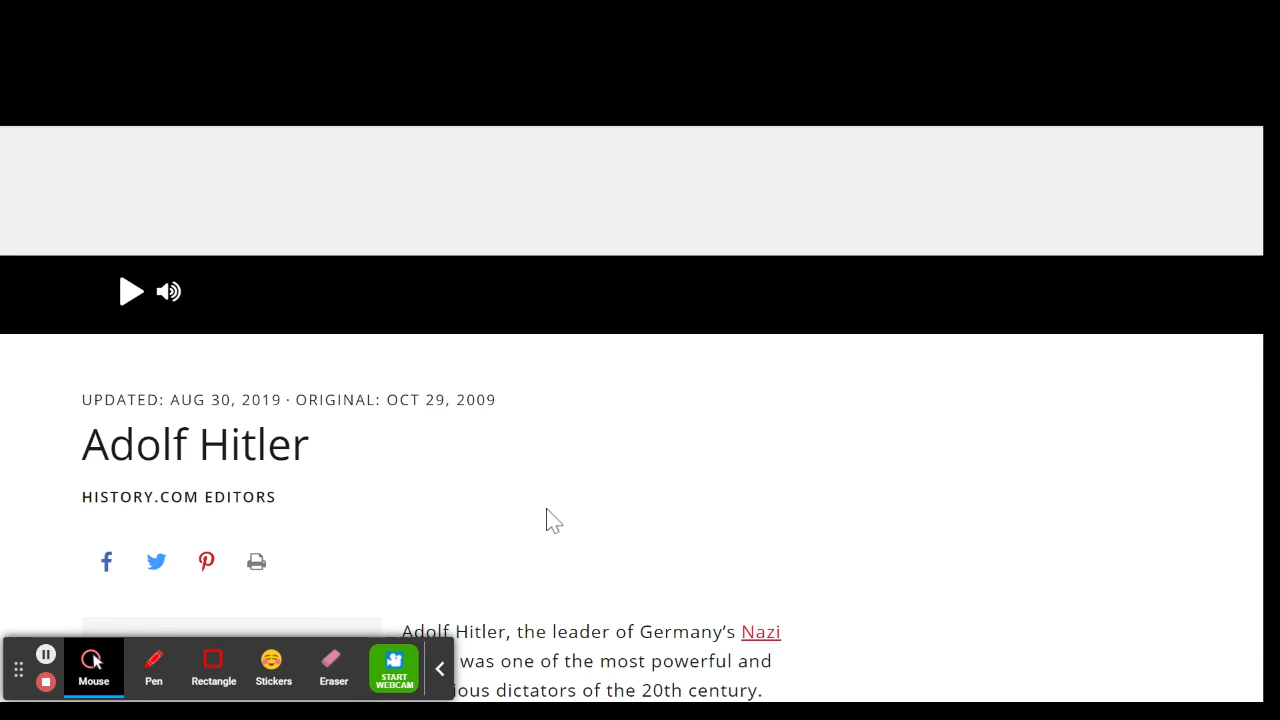 UPDATED: AUG 30, 2019 · ORIGINAL: OCT 29, 2009
Adolf Hitler
HISTORY.COM EDITORS
Adolf Hitler, the leader of Germany’s Nazi
was one of the most powerful and
ious dictators of the 20th century.
Mouse
Pen
Rectangle
Stickers
Eraser
START
WEBCAM